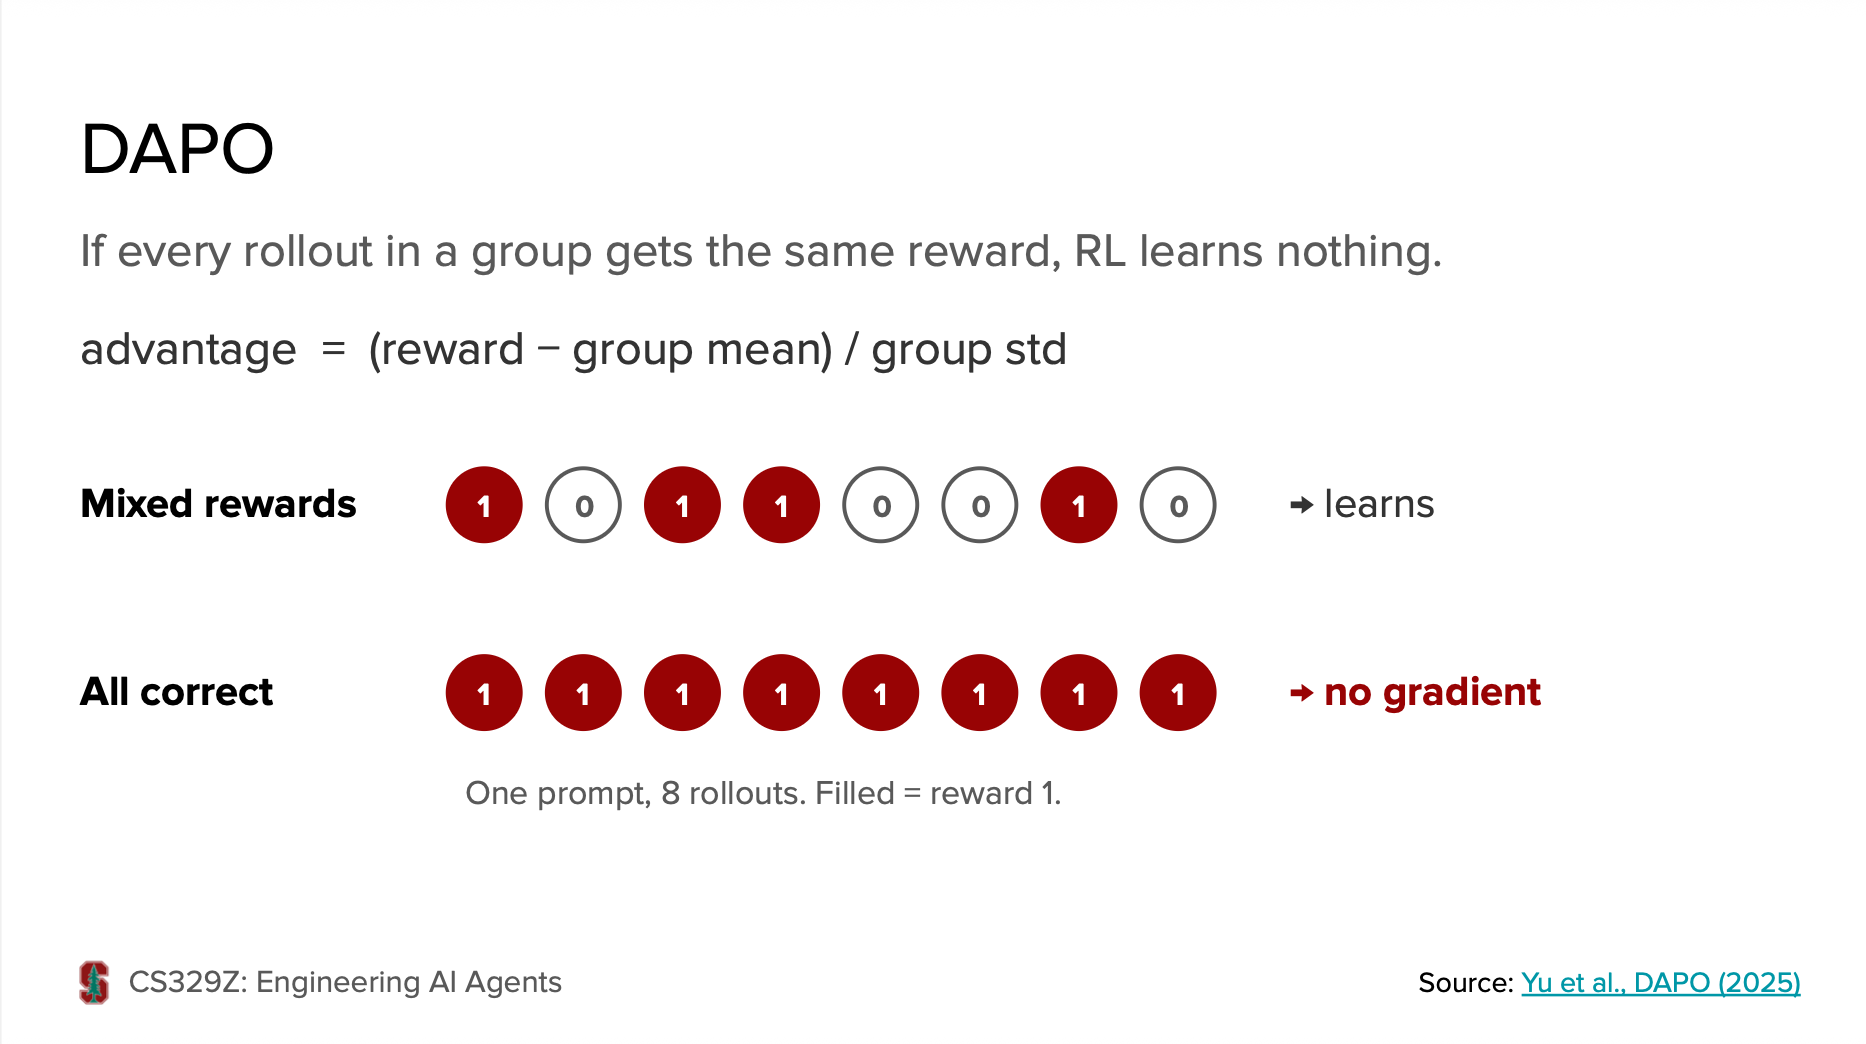 DAPO
If every rollout in a group gets the same reward, RL learns nothing.
advantage = (reward − group mean) / group std
Mixed rewards 1 0 1 1 0 0 1 0 → learns
All correct 1 1 1 1 1 1 1 1 → no gradient
One prompt, 8 rollouts. Filled = reward 1.
CS329Z: Engineering AI Agents
Source: Yu et al., DAPO (2025)